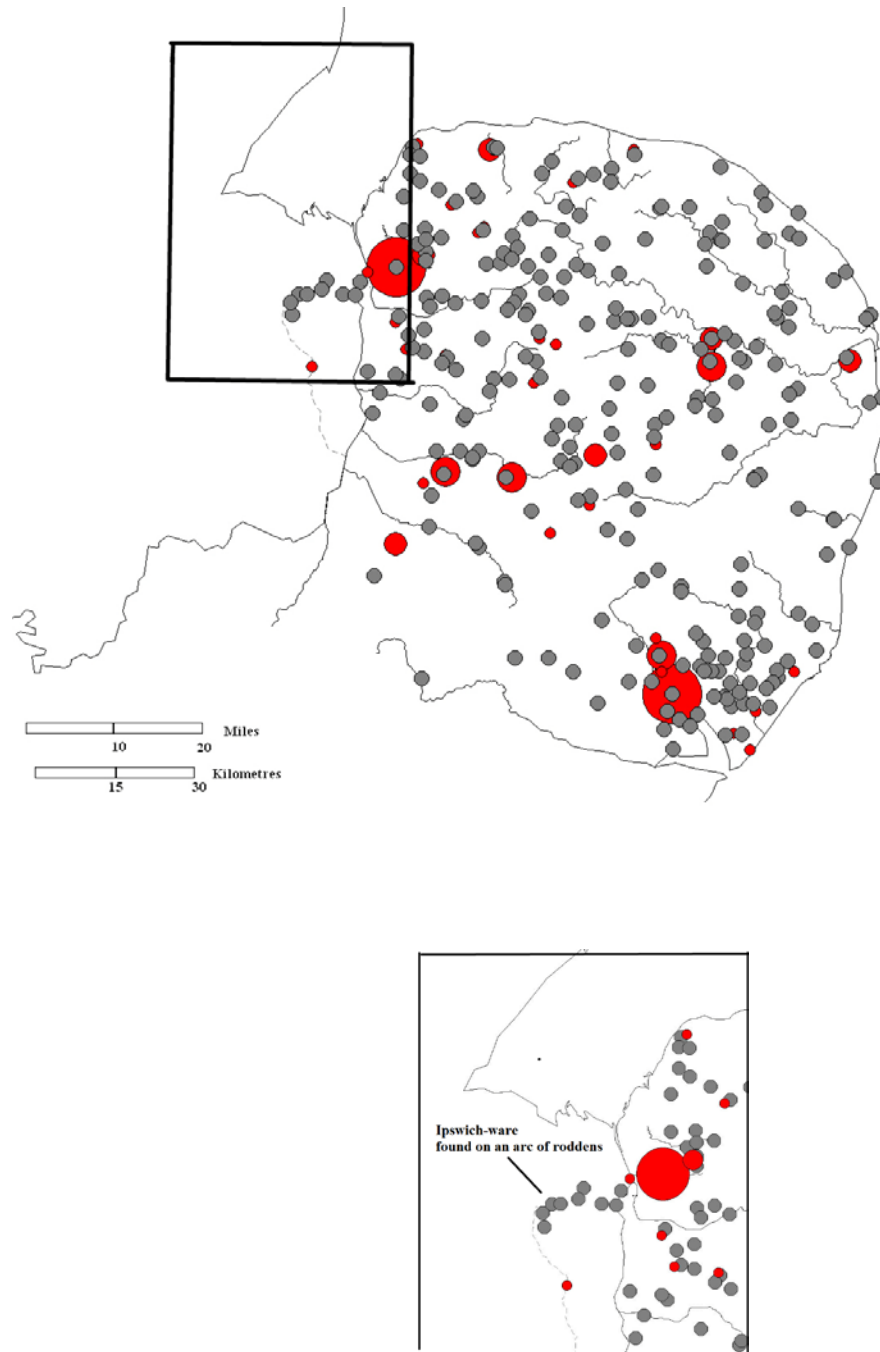 Miles
10 20
Kilometres
15 30
Ipswich-ware
found on an arc of roddens